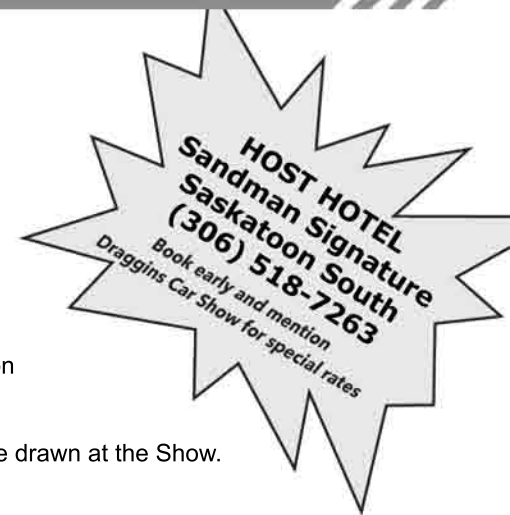 HOST HOTEL
Sandman Signature
Saskatoon South
(306) 518-7263
Book early and mention
Draggins Car Show for special rates
drawn at the Show.